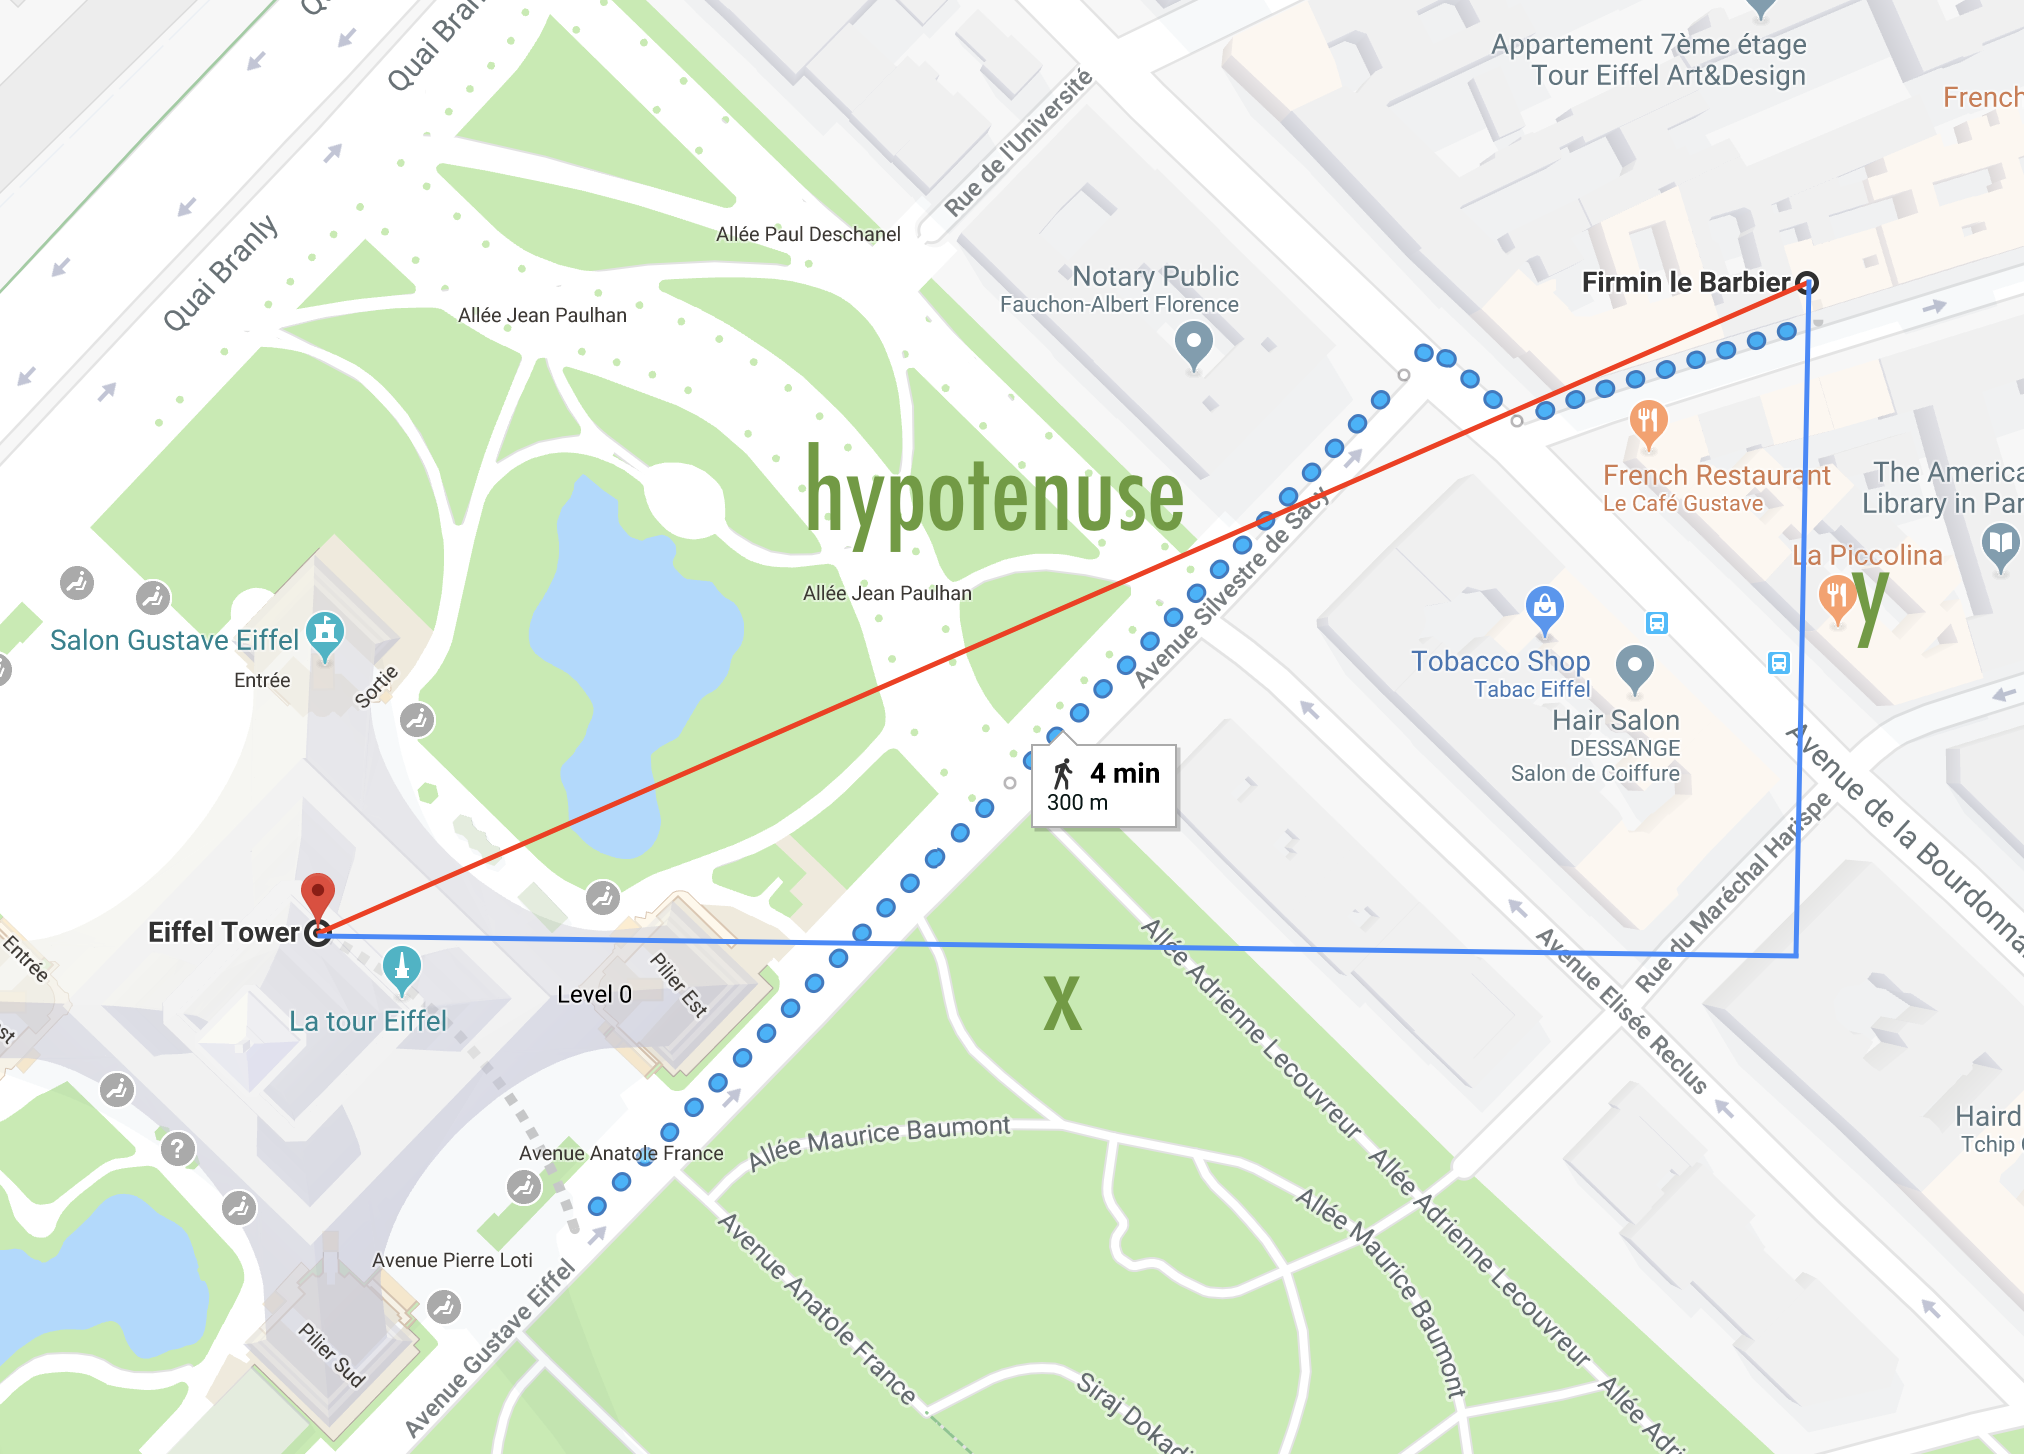 Quai Branly
Appartement 7ème étage
Tour Eiffel Art&Design
French
Rue de l'Université
Allée Paul Deschanel
Quai Branly
Notary Public
Fauchon-Albert Florence
Firmin le Barbier
Allée Jean Paulhan
hypotenuse
French Restaurant
Le Café Gustave
The America
Library in Par
La Piccolina
y
Allée Jean Paulhan
Avenue Silvestre de Sacy
Salon Gustave Eiffel
Entrée
Sortie
Tobacco Shop
Tabac Eiffel
Hair Salon
DESSANGE
Salon de Coiffure
4 min
300 m
Avenue de la Bourdonna
Rue du Maréchal Harispe
Eiffel Tower
Entrée
La tour Eiffel
Level 0
Pilier Est
x
Allée Adrienne Lecouvreur
Avenue Elisée Reclus
Haird
Tchip
Allée Maurice Baumont
Avenue Anatole France
Allée Adrienne Lecouvreur
Allée Maurice Baumont
Avenue Pierre Loti
Avenue Gustave Eiffel
Pilier Sud
Avenue Anatole France
Siraj Dokadi
Allée Adri